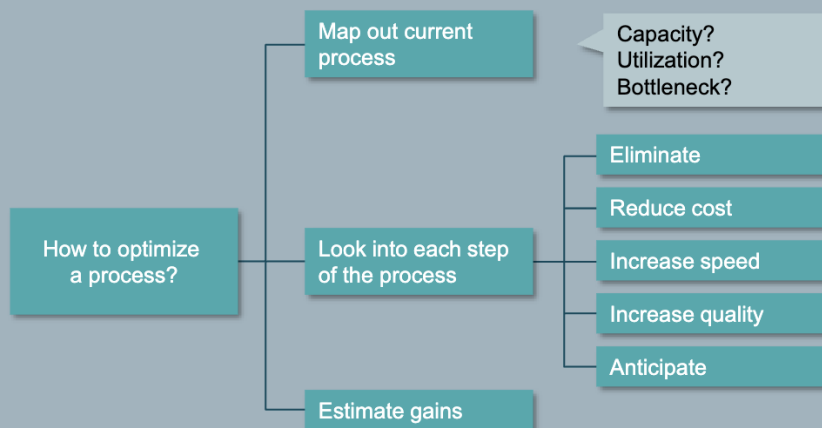 Map out current
process
Capacity?
Utilization?
Bottleneck?
How to optimize
a process?
Look into each step
of the process
Eliminate
Reduce cost
Increase speed
Increase quality
Anticipate
Estimate gains